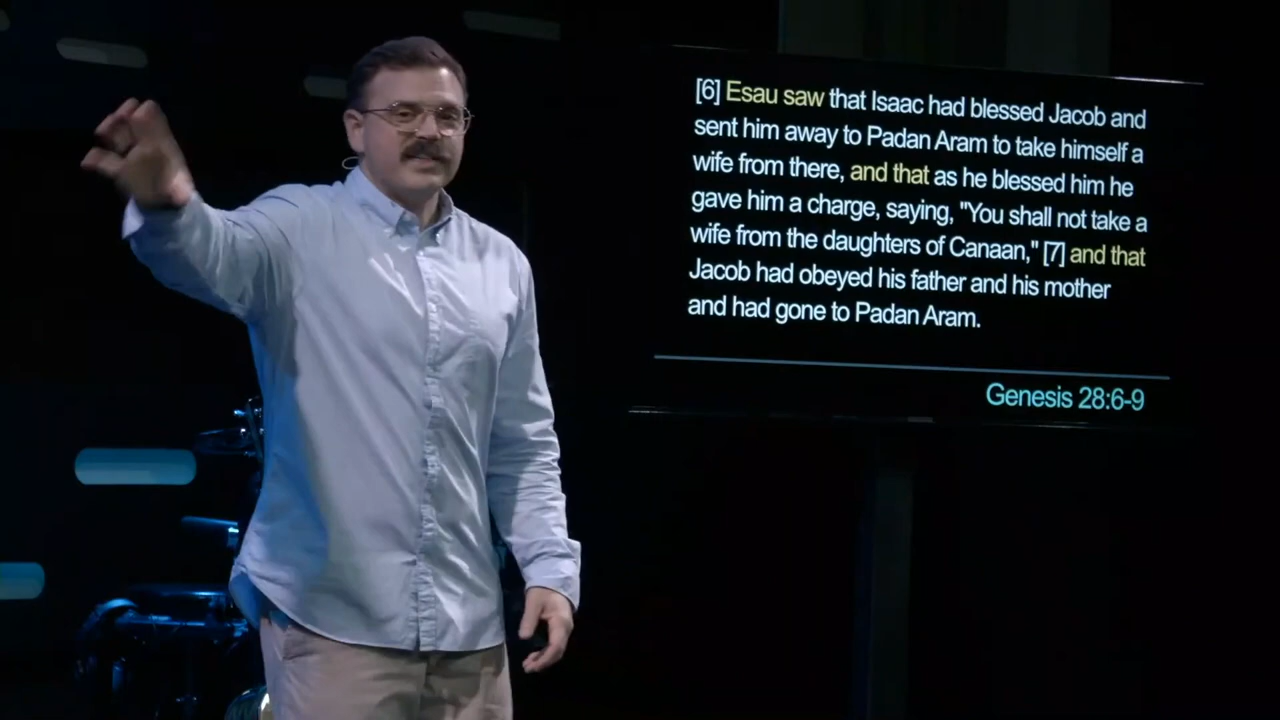 [6] Esau saw that Isaac had blessed Jacob and
sent him away to Padan Aram to take himself a
wife from there, and that as he blessed him he
gave him a charge, saying, "You shall not take a
wife from the daughters of Canaan," [7] and that
Jacob had obeyed his father and his mother
and had gone to Padan Aram.
Genesis 28:6-9